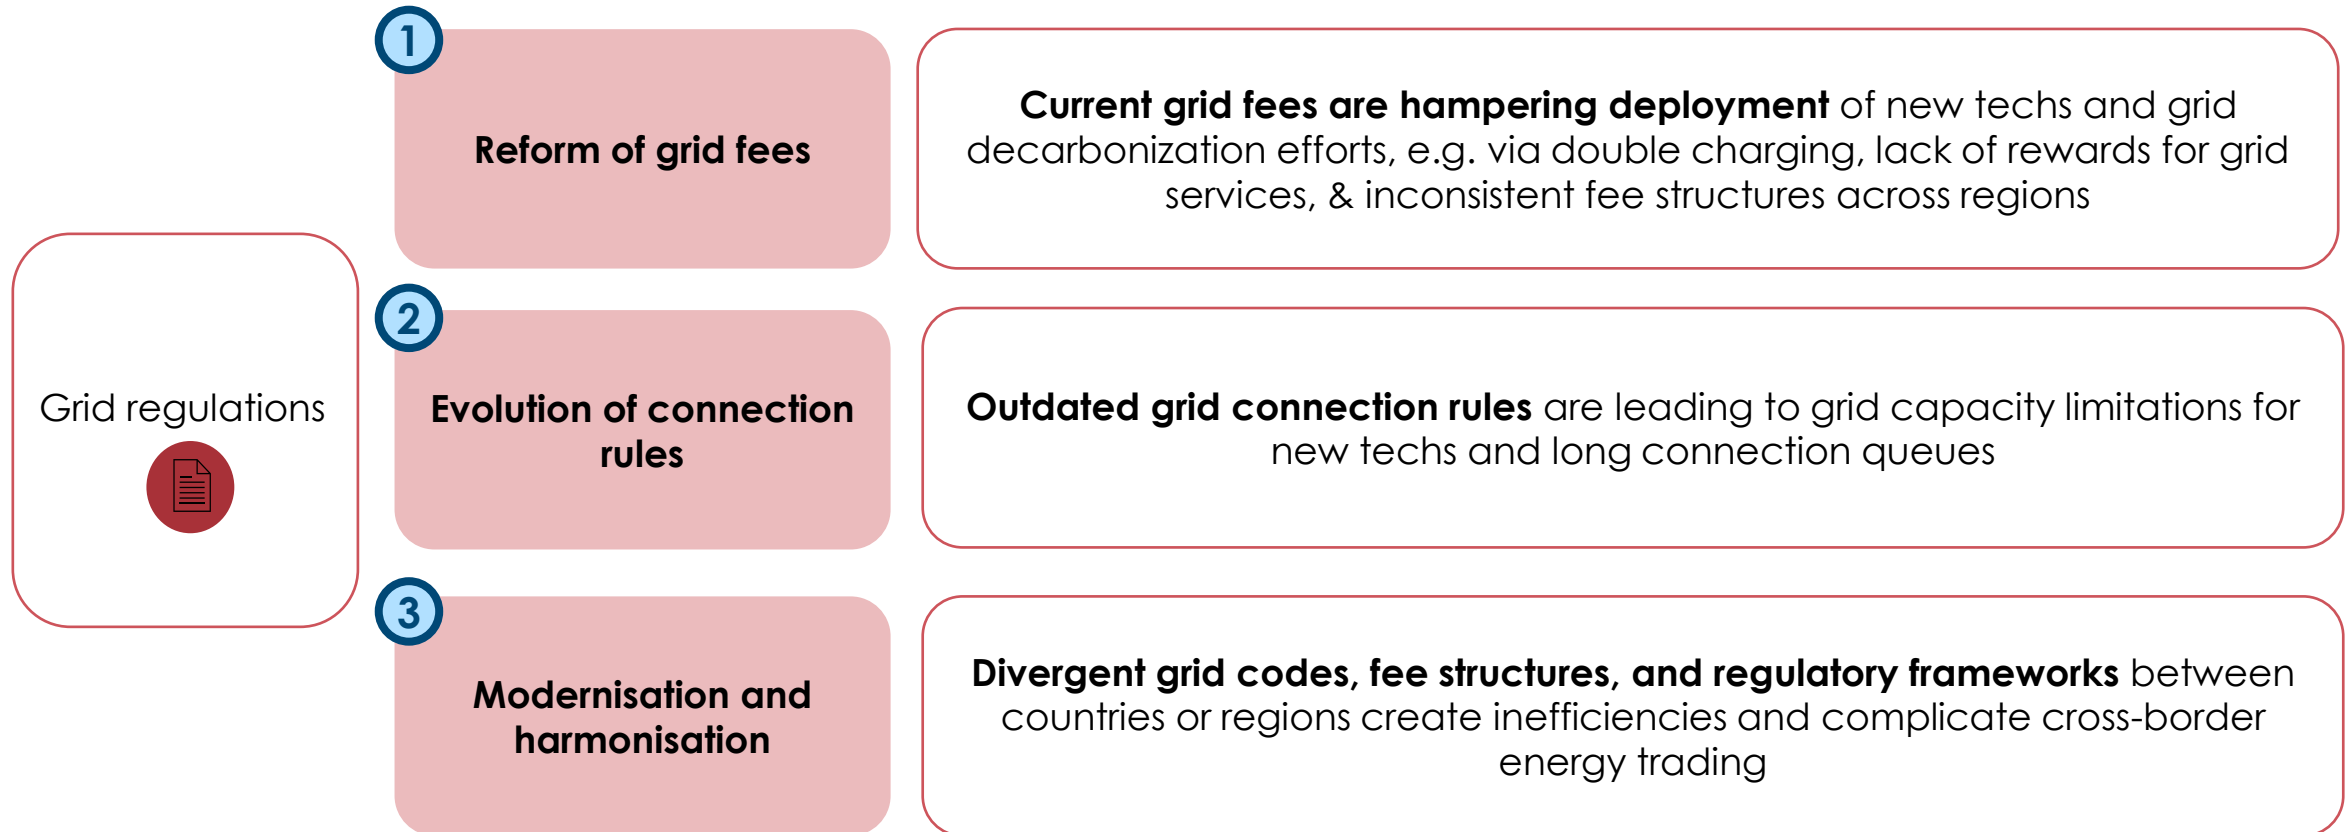 Grid regulations
1
Reform of grid fees
Current grid fees are hampering deployment of new techs and grid
decarbonization efforts, e.g. via double charging, lack of rewards for grid
services, & inconsistent fee structures across regions
2
Evolution of connection
rules
Outdated grid connection rules are leading to grid capacity limitations for
new techs and long connection queues
3
Modernisation and
harmonisation
Divergent grid codes, fee structures, and regulatory frameworks between
countries or regions create inefficiencies and complicate cross-border
energy trading